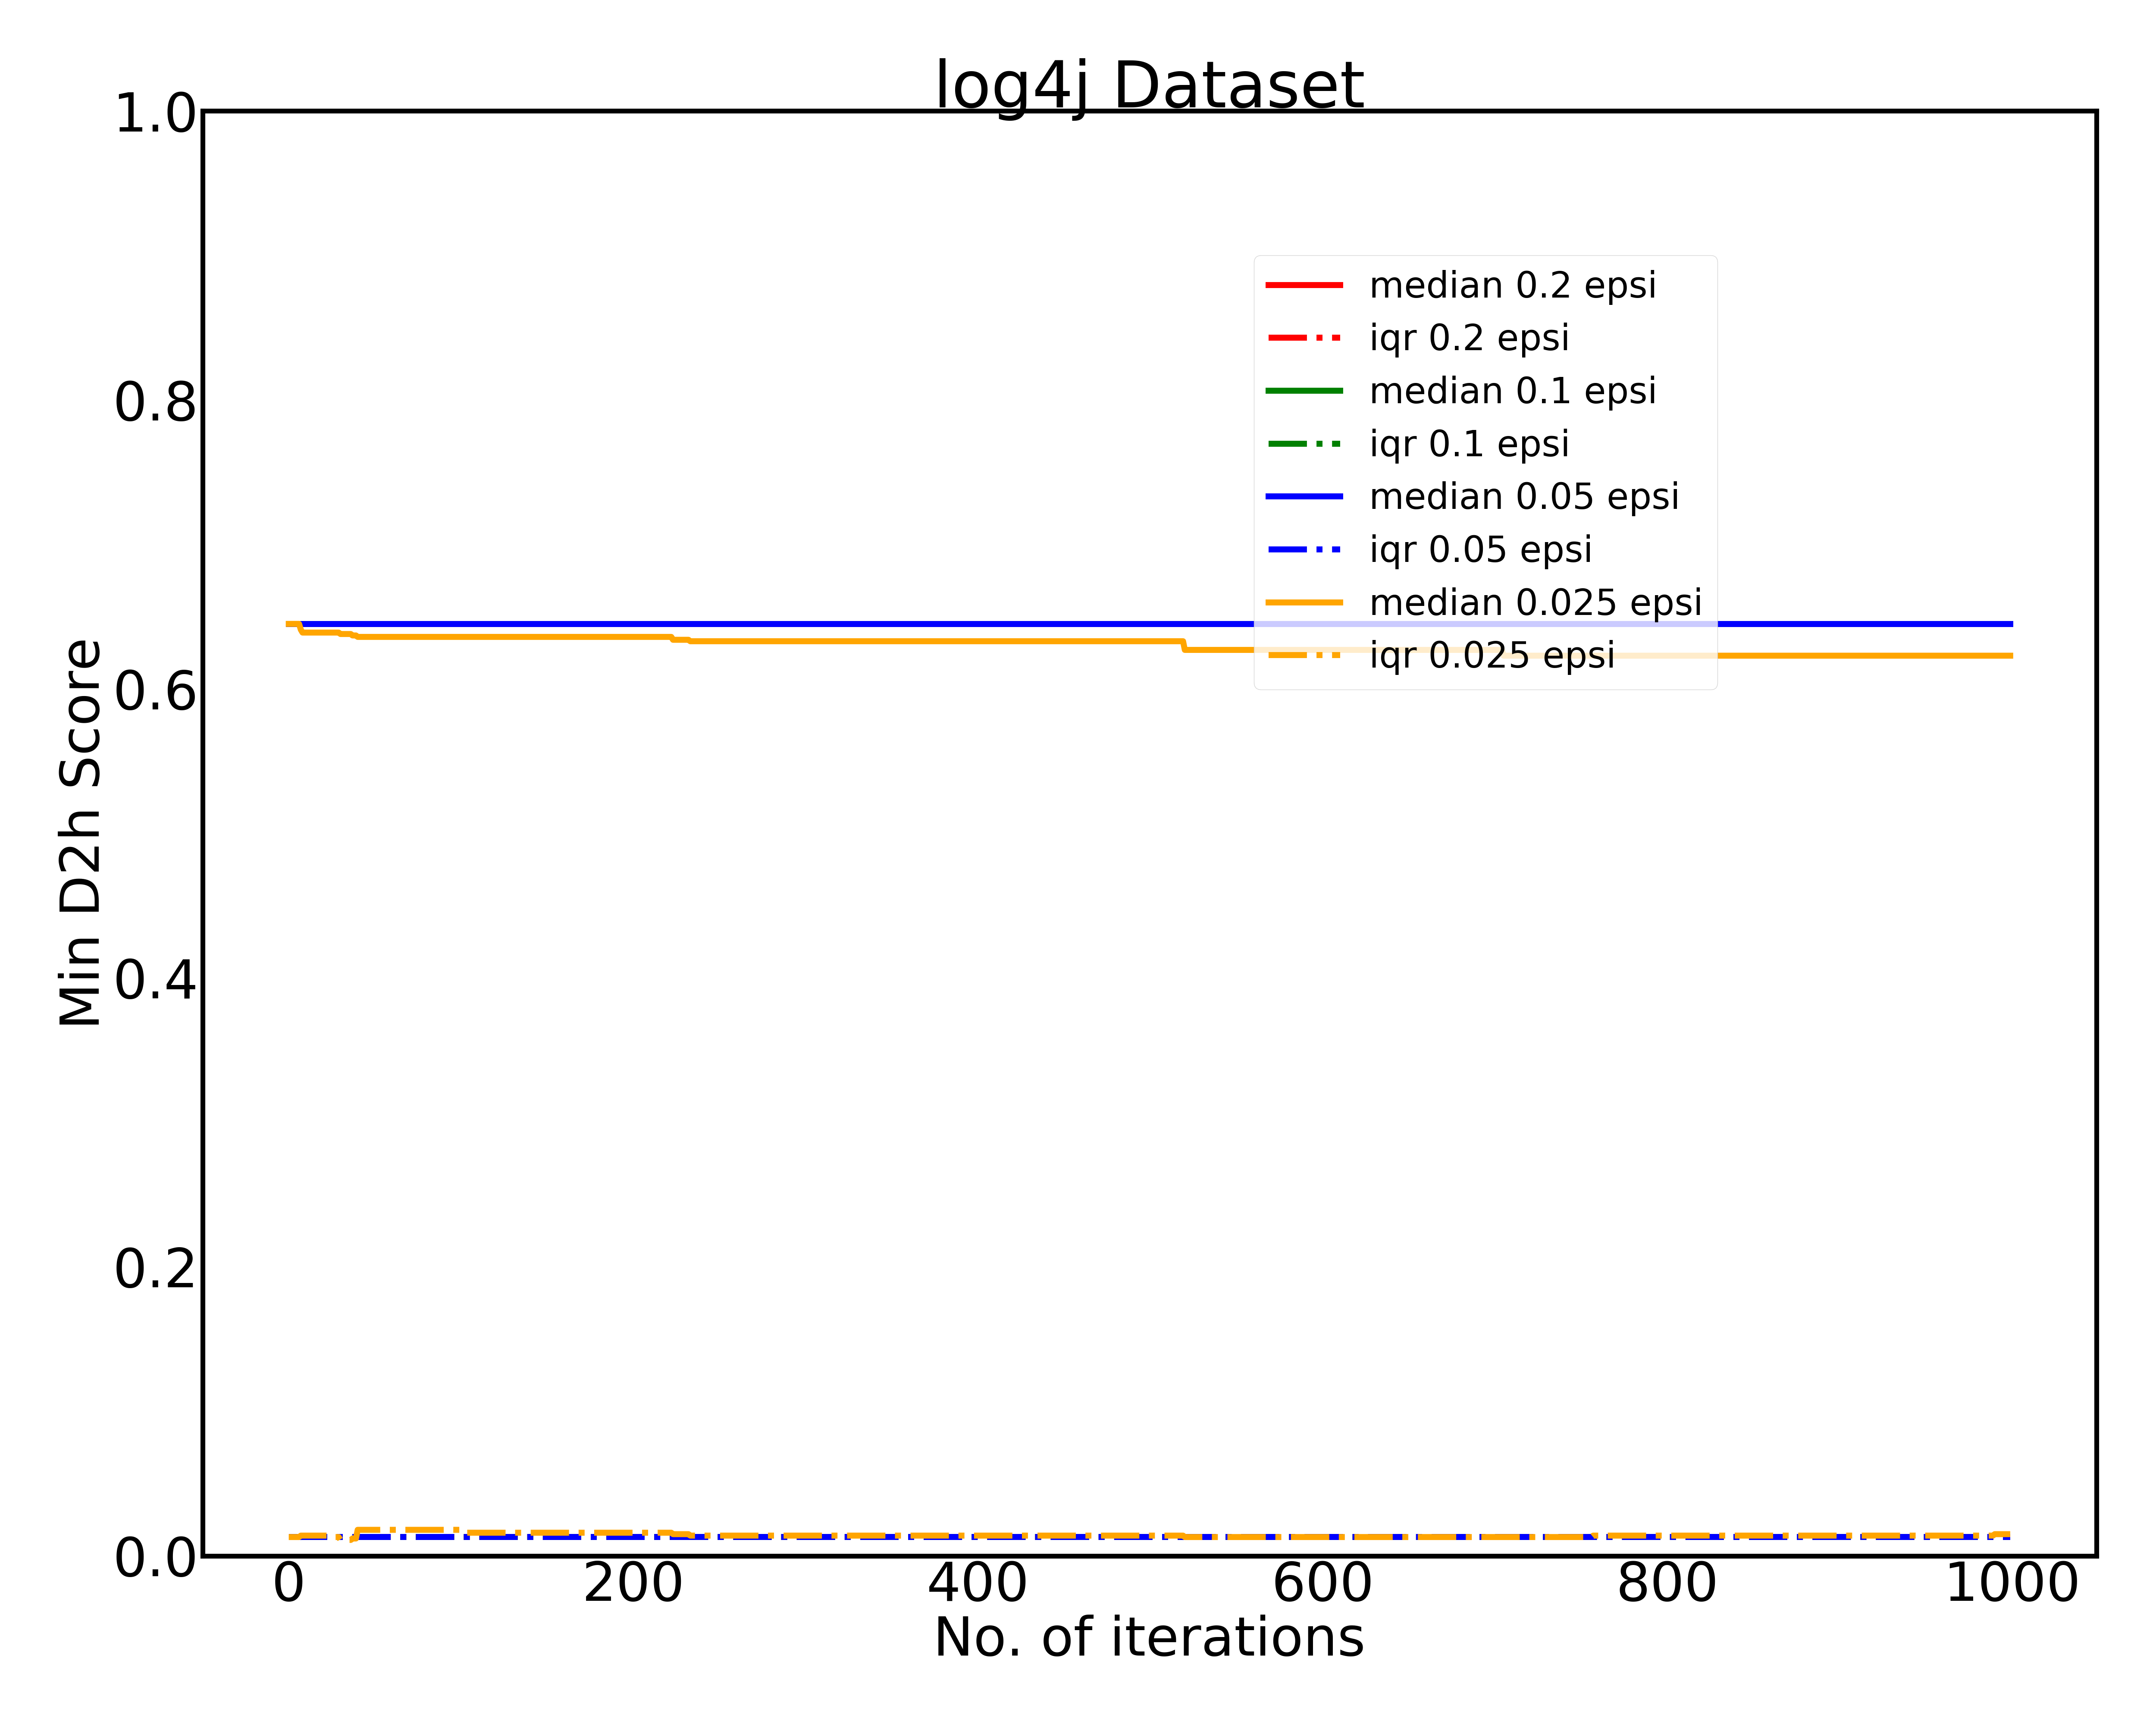 log4j Dataset
1.0
0.8
0.6
0.4
0.2
0.0
Min D2h Score
median 0.2 epsi
iqr 0.2 epsi
median 0.1 epsi
iqr 0.1 epsi
median 0.05 epsi
iqr 0.05 epsi
median 0.025 epsi
iqr 0.025 epsi
0 200 400 600 800 1000
No. of iterations